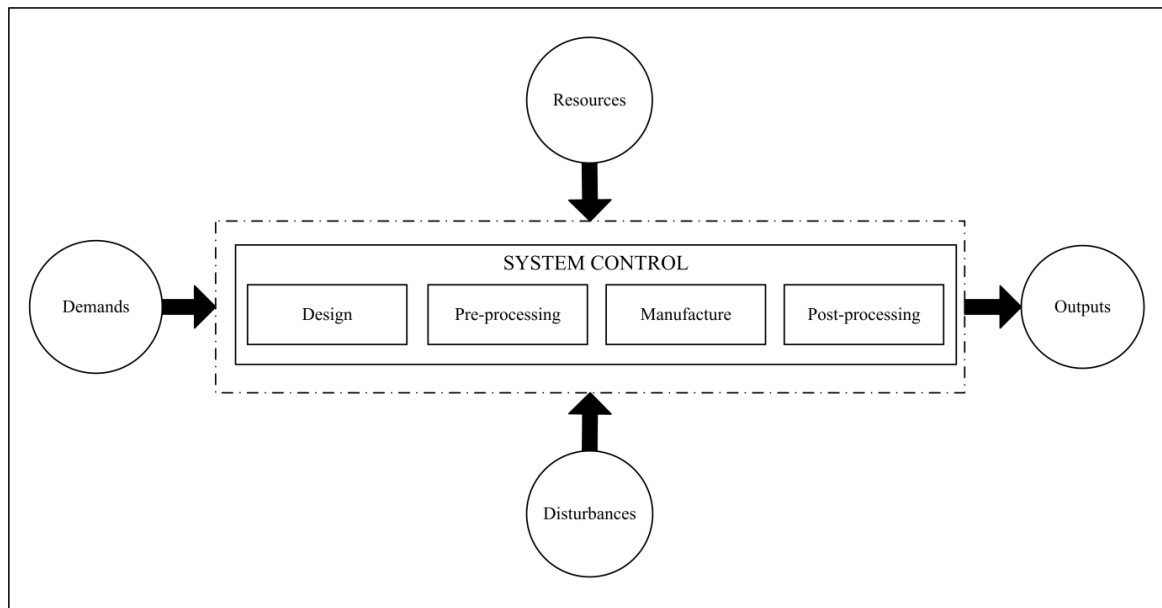 Resources
SYSTEM CONTROL
Demands
Design
Pre-processing
Manufacture
Post-processing
Outputs
Disturbances